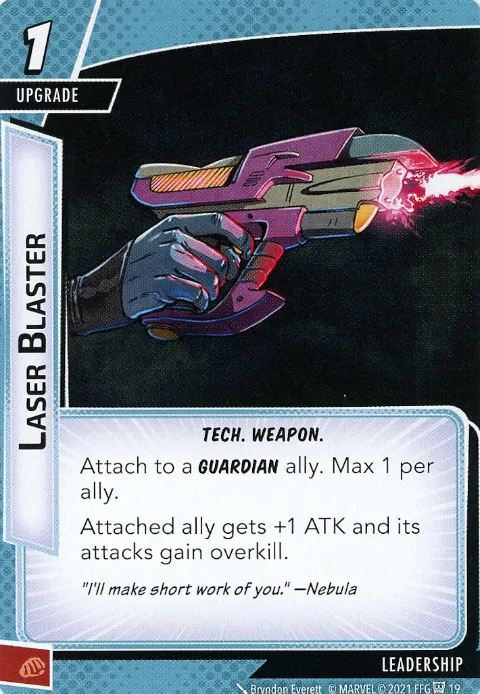 1
UPGRADE
LASER BLASTER
TECH. WEAPON.
Attach to a GUARDIAN ally. Max 1 per
ally.
Attached ally gets +1 ATK and its
attacks gain overkill.
"I'll make short work of you." —Nebula
LEADERSHIP
Bryndon Everett © MARVEL © 2021 FFG 19